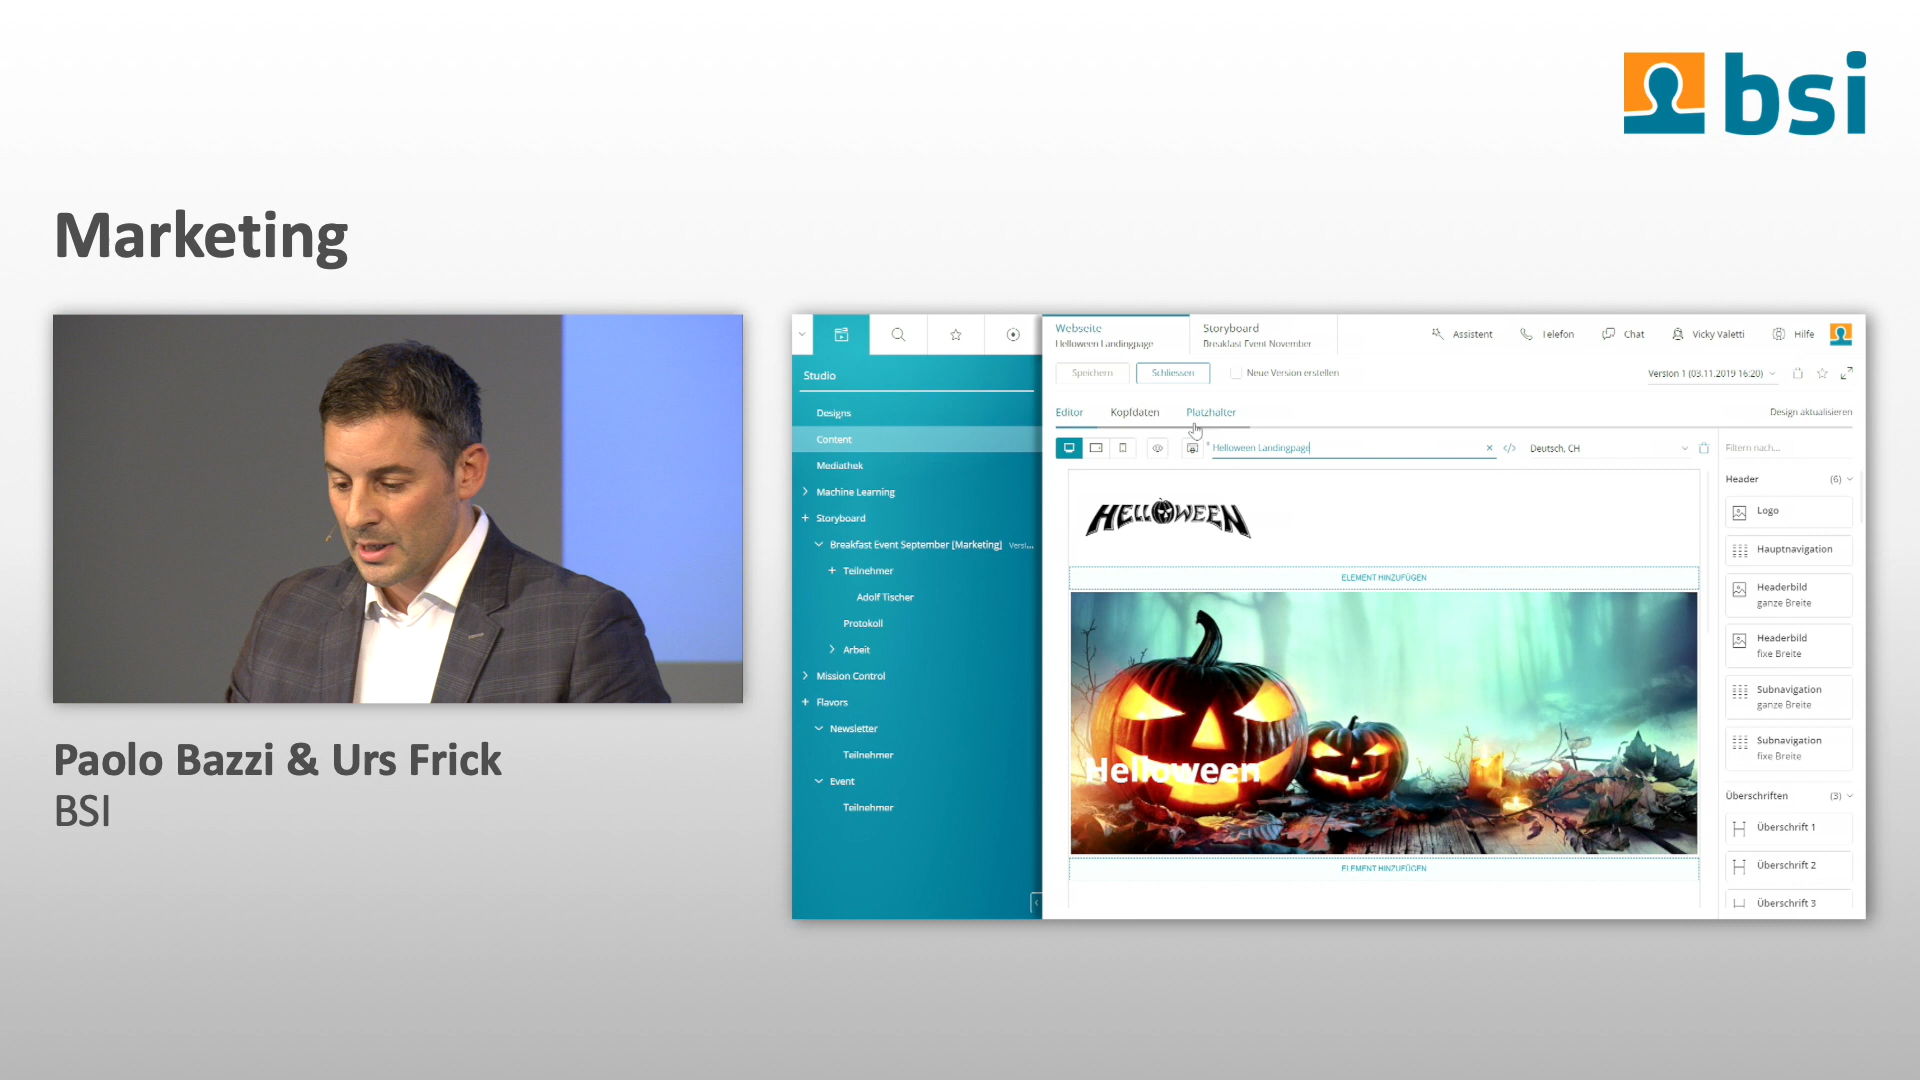 bsi
Marketing
Paolo Bazzi & Urs Frick
BSI
Studio
Designs
Content
Mediathek
Machine Learning
Storyboard
Breakfast Event September [Marketing] Versi...
Teilnehmer
Adolf Tischer
Protokoll
Arbeit
Mission Control
Flavors
Newsletter
Teilnehmer
Event
Teilnehmer
Webseite
Helloween Landingpage
Storyboard
Breakfast Event November
Assistent
Telefon
Chat
Vicky Valetti
Hilfe
Speichern
Schliessen
Neue Version erstellen
Version 1 (03.11.2019 16:20)
Editor
Kopfdaten
Platzhalter
Design aktualisieren
Helloween Landingpage
Deutsch, CH
HELLOWEEN
ELEMENT HINZUFÜGEN
Helloween
ELEMENT HINZUFÜGEN
Filtern nach...
Header (6)
Logo
Hauptnavigation
Headerbild
ganze Breite
Headerbild
fixe Breite
Subnavigation
ganze Breite
Subnavigation
fixe Breite
Überschriften (3)
Überschrift 1
Überschrift 2
Überschrift 3